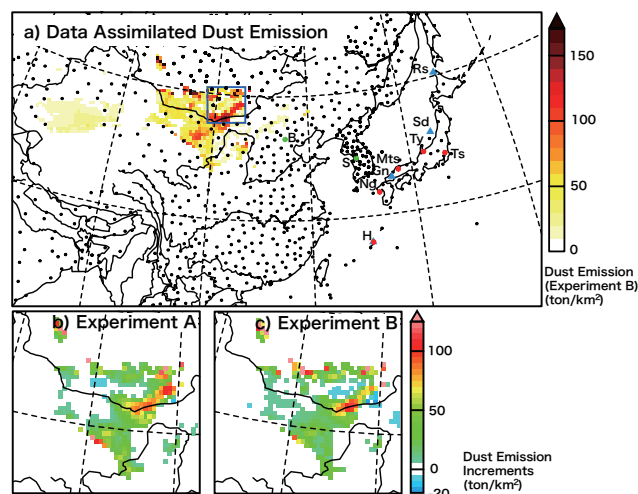 a) Data Assimilated Dust Emission
150
100
50
0
Dust Emission
(Experiment B)
(ton/km²)
Rs
Sd
Ty
Ts
B
S
Mts
Gn
Ng
H
b) Experiment A
c) Experiment B
100
50
0
-20
Dust Emission
Increments
(ton/km²)